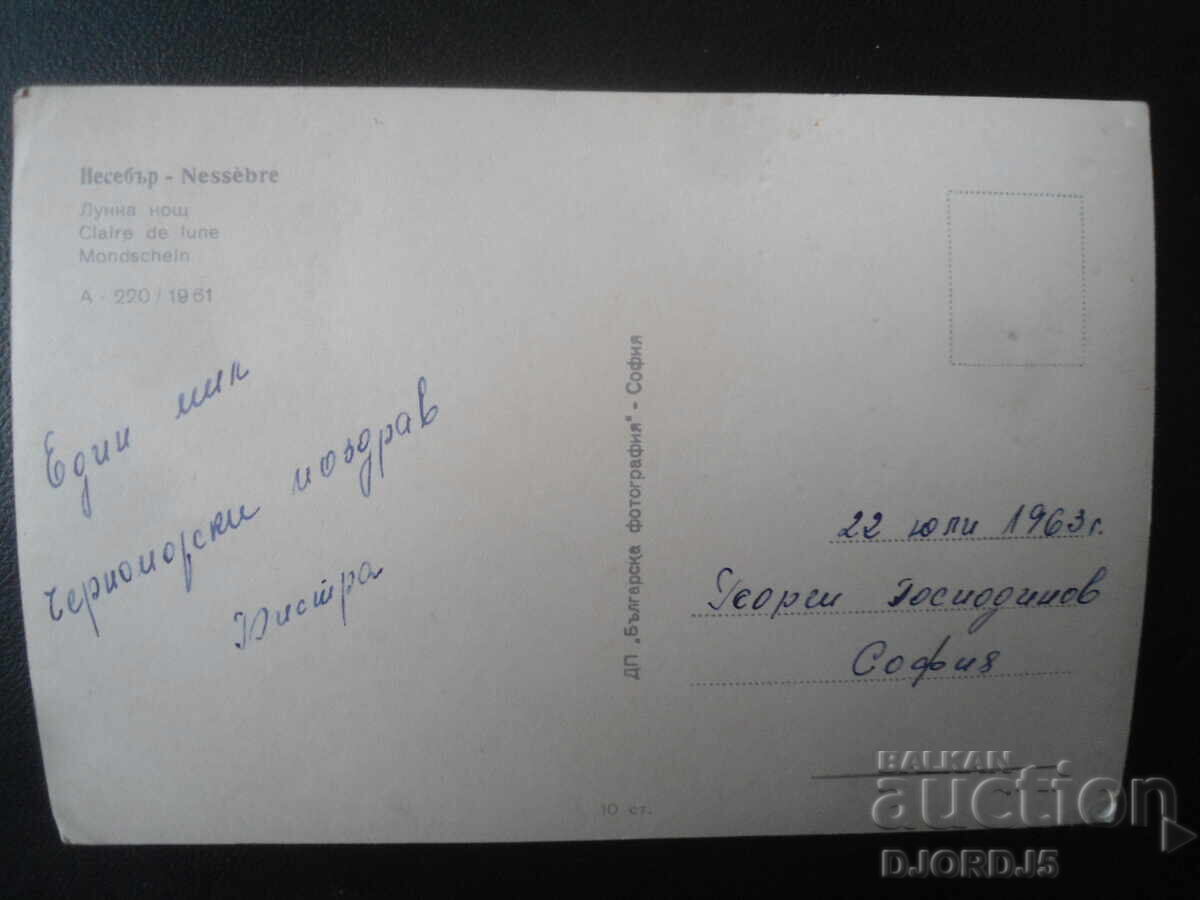 Несебър - Nessèbre
Лунна нощ
Claire de lune
Mondschein
А - 220 / 1961
Един мил
черноморски поздрав
ДП „Българска фотография" - София
22 юли 1963 г.
Георги Господинов
София
10 ст.
BALKAN
auction
DJORDJ5